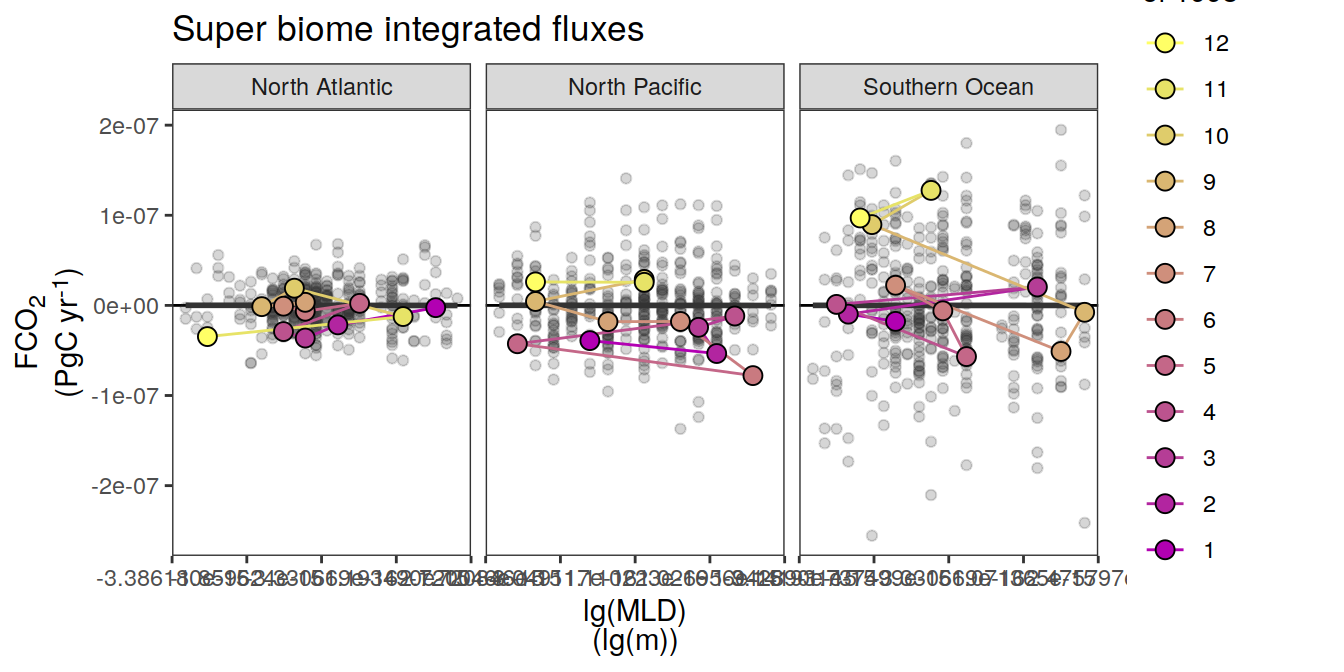 Super biome integrated fluxes
North Atlantic
North Pacific
Southern Ocean
2e-07
1e-07
0e+00
-1e-07
-2e-07
FCO2
(PgC yr-1)
lg(MLD)
(lg(m))
12
11
10
9
8
7
6
5
4
3
2
1